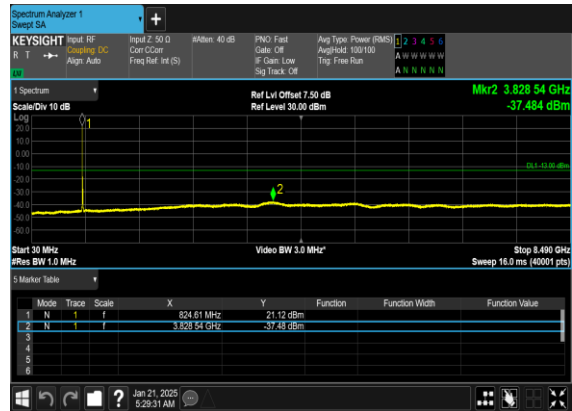 Spectrum Analyzer 1
Swept SA
KEYSIGHT
R T
Input: RF
Coupling: DC
Align: Auto
Input Z: 50 Ω
Corr CCorr
Freq Ref: Int (S)
#Atten: 40 dB
PNO: Fast
Gate: Off
IF Gain: Low
Sig Track: Off
Avg Type: Power (RMS)
Avg|Hold: 100/100
Trig: Free Run
1 2 3 4 5 6
A W W W W W
A N N N N N
1 Spectrum
Scale/Div 10 dB
Ref Lvl Offset 7.50 dB
Ref Level 30.00 dBm
Mkr2 3.828 54 GHz
-37.484 dBm
Log
20.0
10.0
0.00
-10.0
-20.0
-30.0
-40.0
-50.0
-60.0
1
2
DL1 -13.00 dBm
Start 30 MHz
#Res BW 1.0 MHz
Video BW 3.0 MHz*
Stop 8.490 GHz
Sweep 16.0 ms (40001 pts)
5 Marker Table
Mode Trace Scale X Y Function Function Width Function Value
1 N 1 f 824.61 MHz 21.12 dBm
2 N 1 f 3.828 54 GHz -37.48 dBm
3
4
5
6
?
Jan 21, 2025
5:29:31 AM